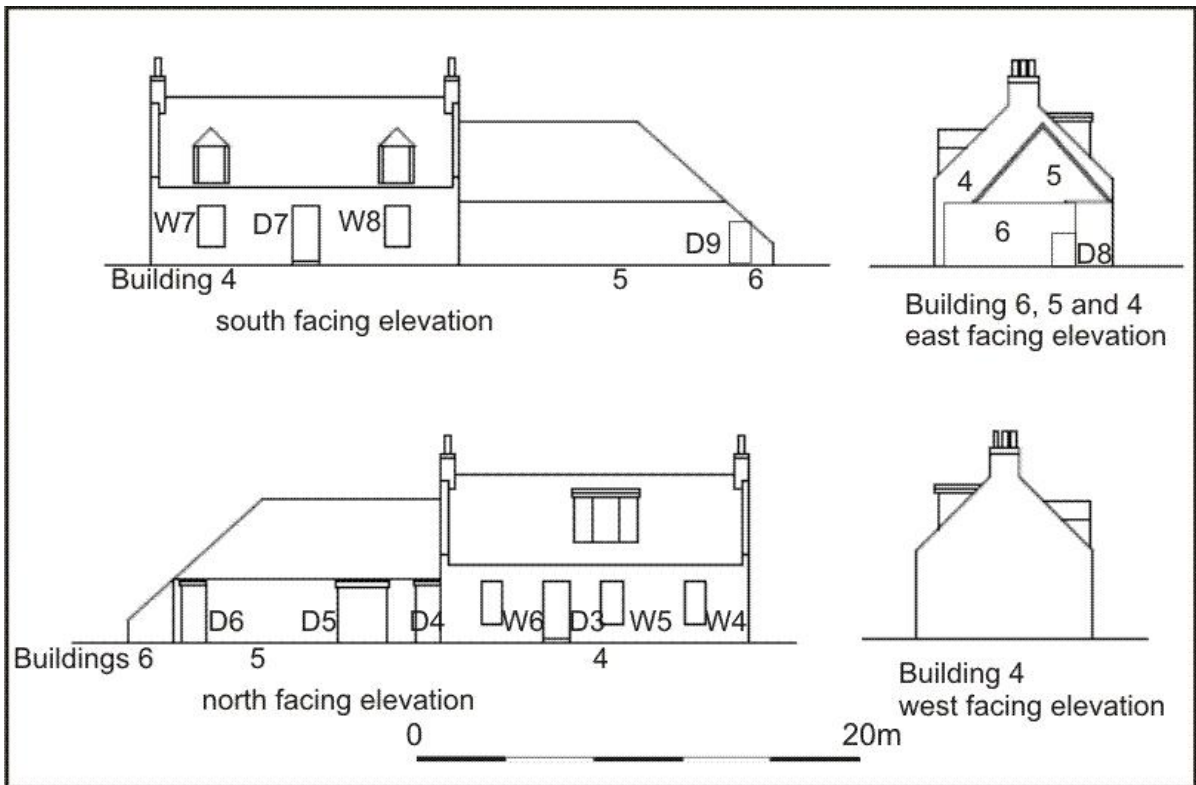 W7 D7 W8 D9
Building 4 5 6
south facing elevation
4 5
6
D8
Building 6, 5 and 4
east facing elevation
D6 D5 D4 W6 D3 W5 W4
Buildings 6 5 4
north facing elevation
Building 4
west facing elevation
0 20m